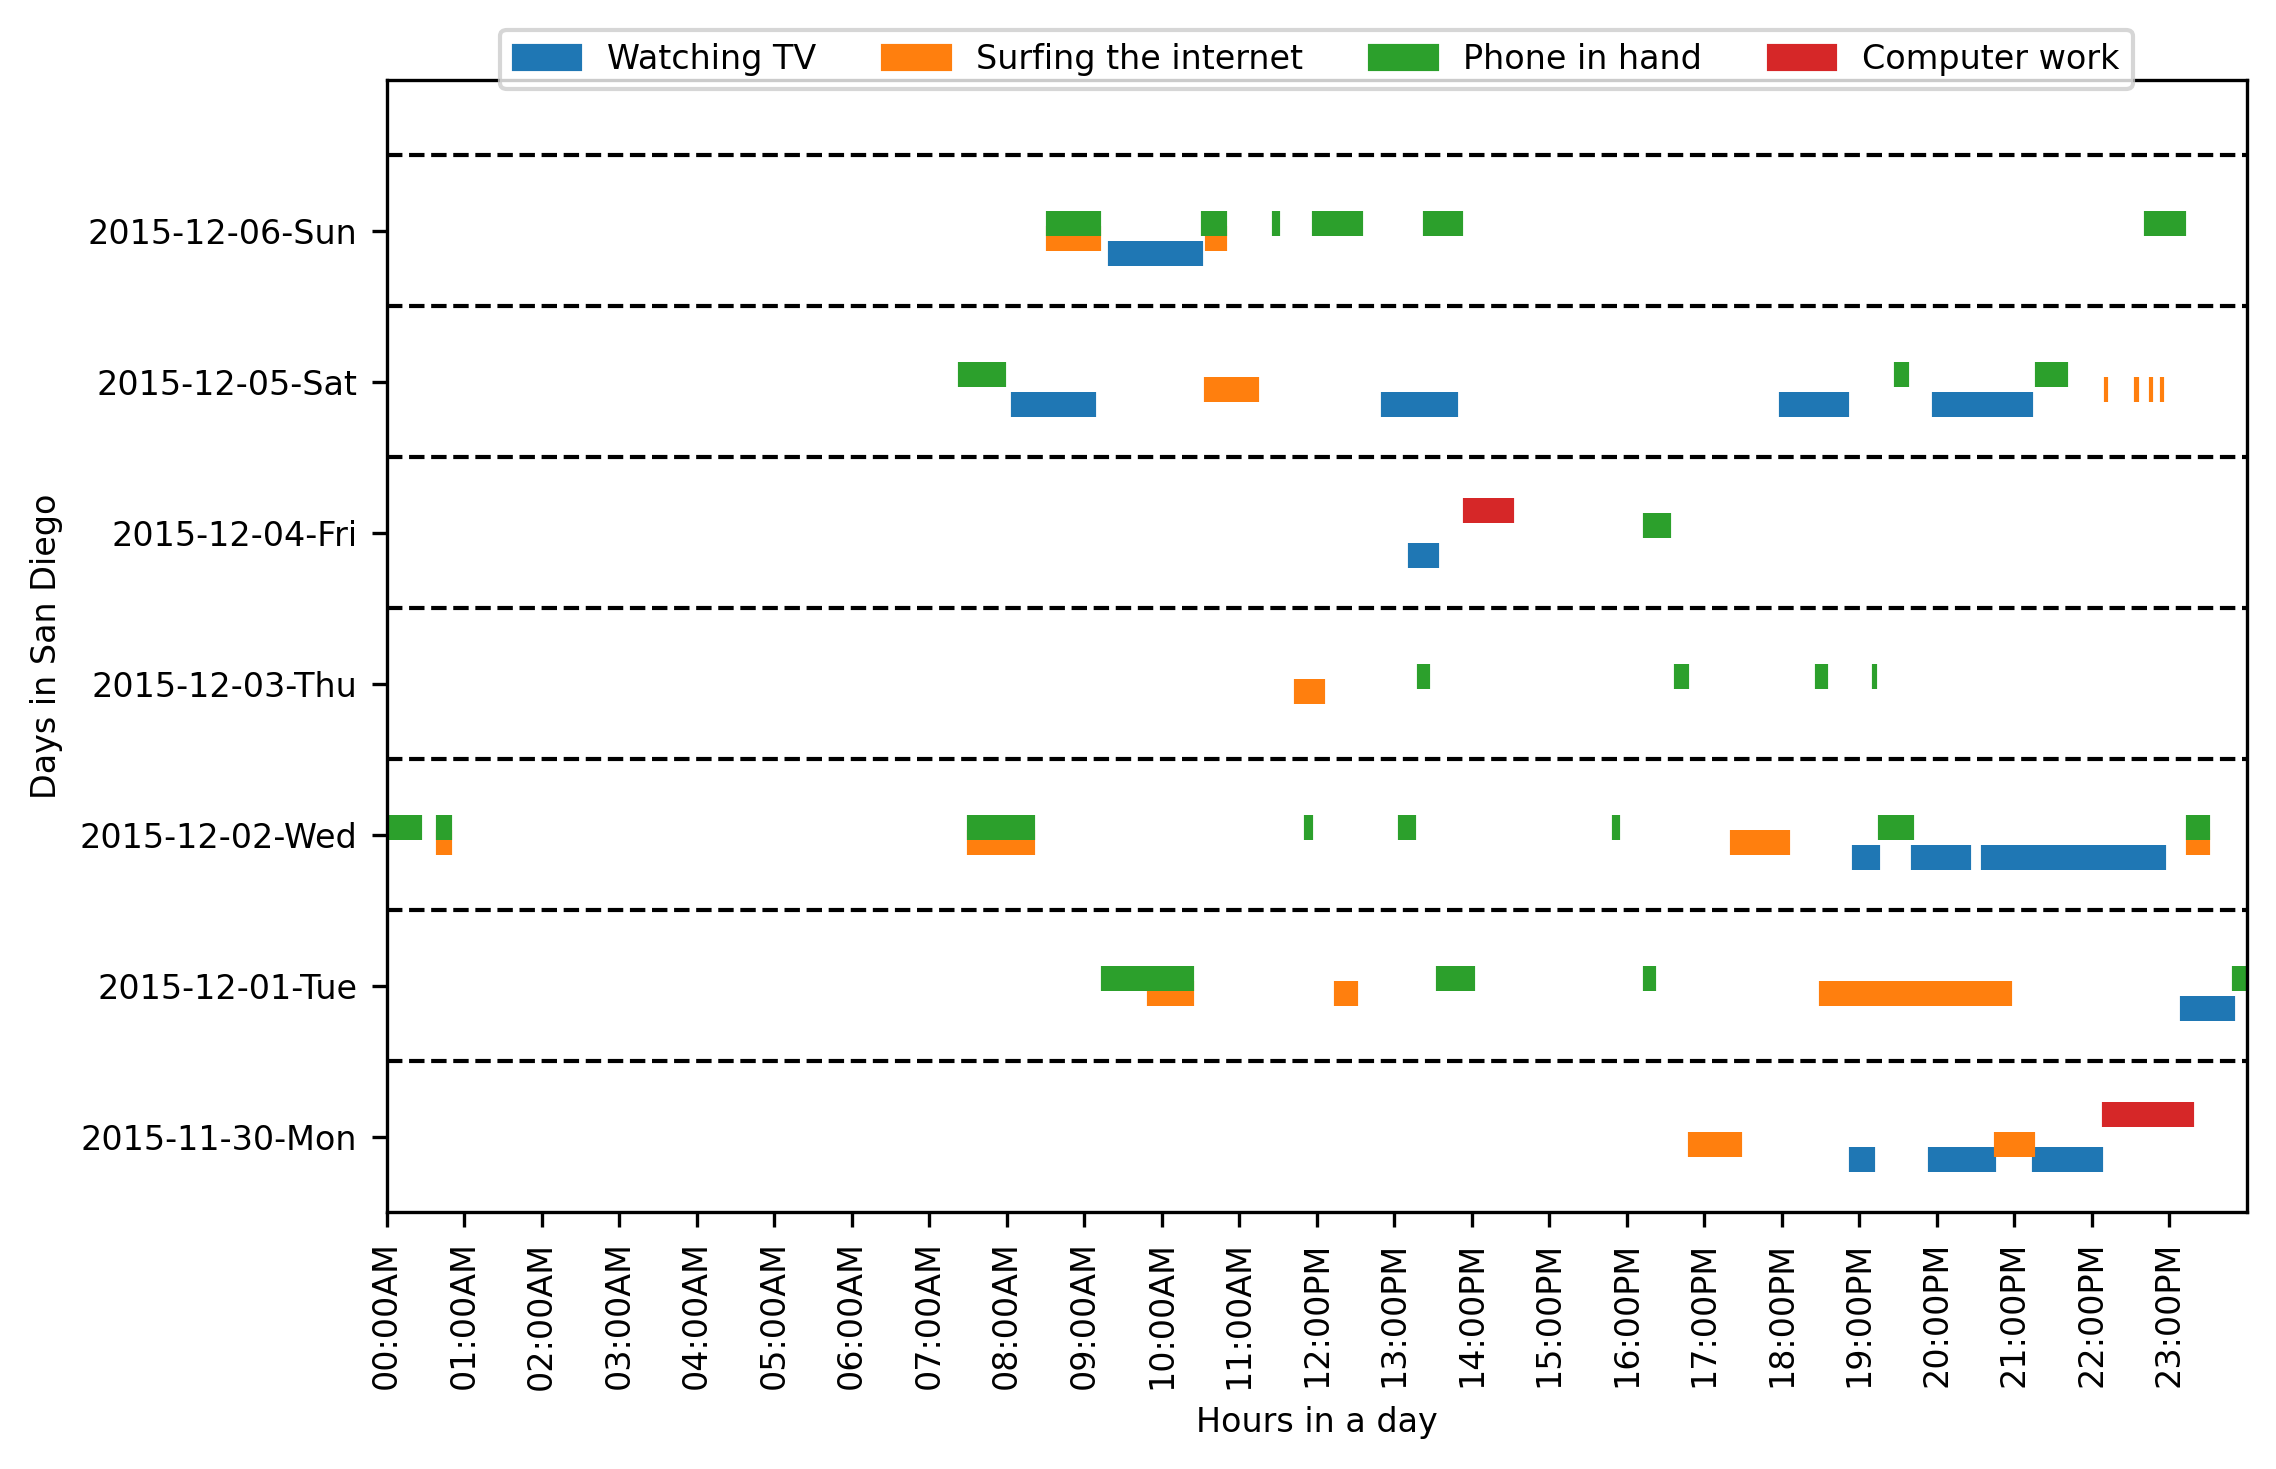 Watching TV Surfing the internet Phone in hand Computer work
2015-12-06-Sun
2015-12-05-Sat
2015-12-04-Fri
2015-12-03-Thu
2015-12-02-Wed
2015-12-01-Tue
2015-11-30-Mon
Days in San Diego
00:00AM 01:00AM 02:00AM 03:00AM 04:00AM 05:00AM 06:00AM 07:00AM 08:00AM 09:00AM 10:00AM 11:00AM 12:00PM 13:00PM 14:00PM 15:00PM 16:00PM 17:00PM 18:00PM 19:00PM 20:00PM 21:00PM 22:00PM 23:00PM
Hours in a day